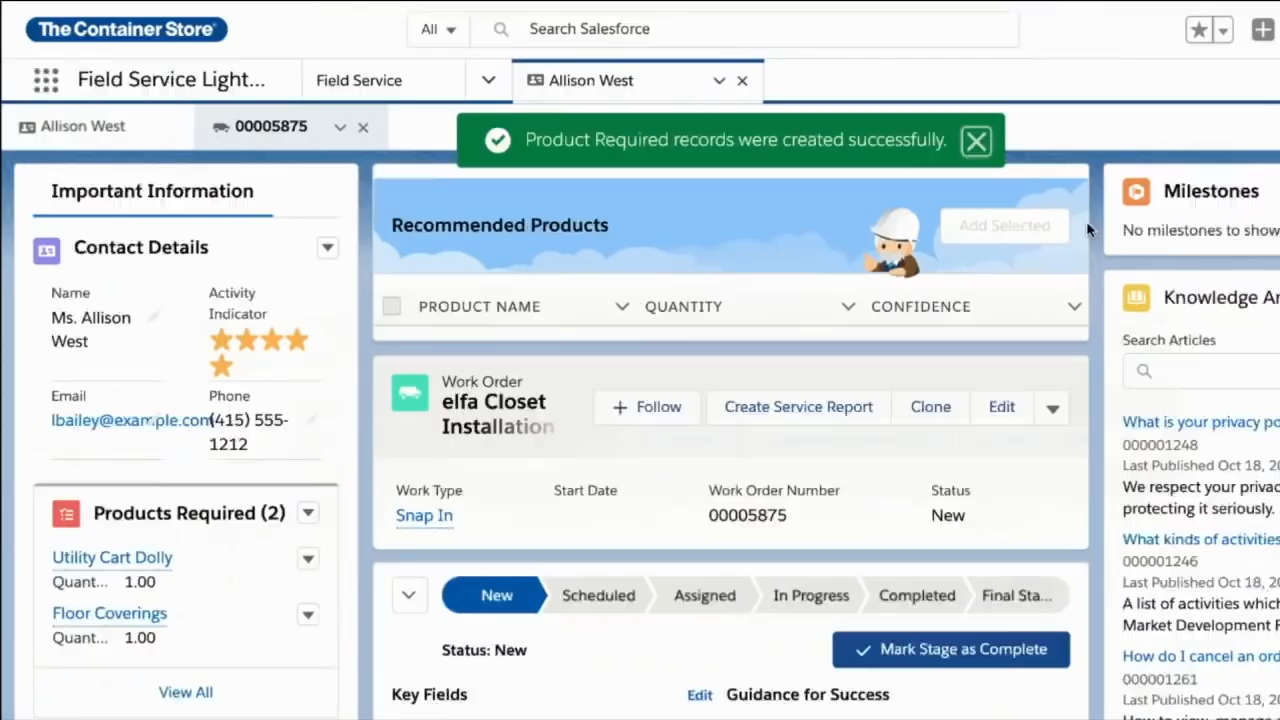 The Container Store
All
Search Salesforce
Field Service Light...
Field Service
Allison West
Allison West
00005875
Product Required records were created successfully.
Important Information
Contact Details
Name
Ms. Allison
West
Activity
Indicator
Email
lbailey@example.com
Phone
(415) 555-
1212
Products Required (2)
Utility Cart Dolly
Quant... 1.00
Floor Coverings
Quant... 1.00
View All
Recommended Products
Add Selected
PRODUCT NAME
QUANTITY
CONFIDENCE
Work Order
elfa Closet
Installation
Follow
Create Service Report
Clone
Edit
Work Type
Snap In
Start Date
Work Order Number
00005875
Status
New
New
Scheduled
Assigned
In Progress
Completed
Final Sta...
Status: New
Mark Stage as Complete
Key Fields
Edit
Guidance for Success
Milestones
No milestones to show
Knowledge Ar
Search Articles
What is your privacy po
000001248
Last Published Oct 18, 20
We respect your privac
protecting it seriously.
What kinds of activities
000001246
Last Published Oct 18, 20
A list of activities which
Market Development F
How do I cancel an ord
000001261
Last Published Oct 18, 20